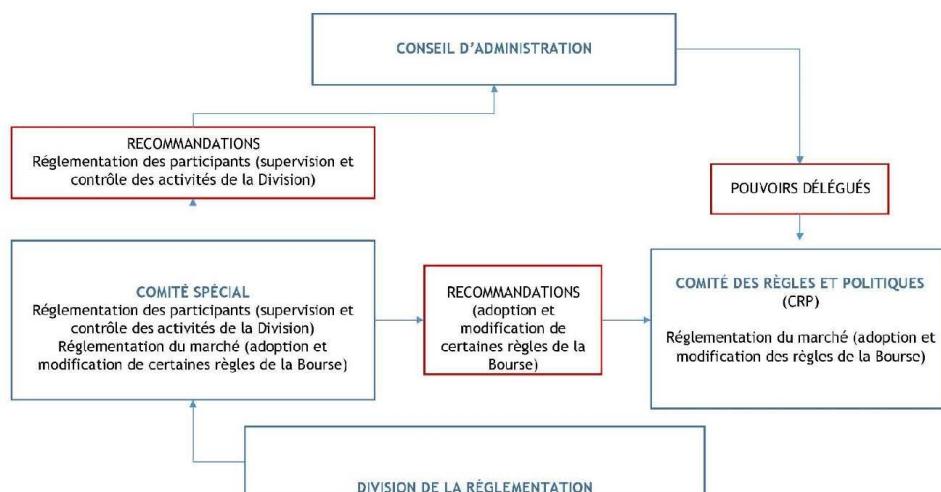 CONSEIL D'ADMINISTRATION
RECOMMANDATIONS
Réglementation des participants (supervision et
contrôle des activités de la Division)
POUVOIRS DÉLÉGUÉS
COMITÉ SPÉCIAL
Réglementation des participants (supervision et
contrôle des activités de la Division)
Réglementation du marché (adoption et
modification de certaines règles de la Bourse)
RECOMMANDATIONS
(adoption et
modification de
certaines règles de la
Bourse)
COMITÉ DES RÈGLES ET POLITIQUES
(CRP)
Réglementation du marché (adoption et
modification des règles de la Bourse)
DIVISION DE LA RÉGLEMENTATION